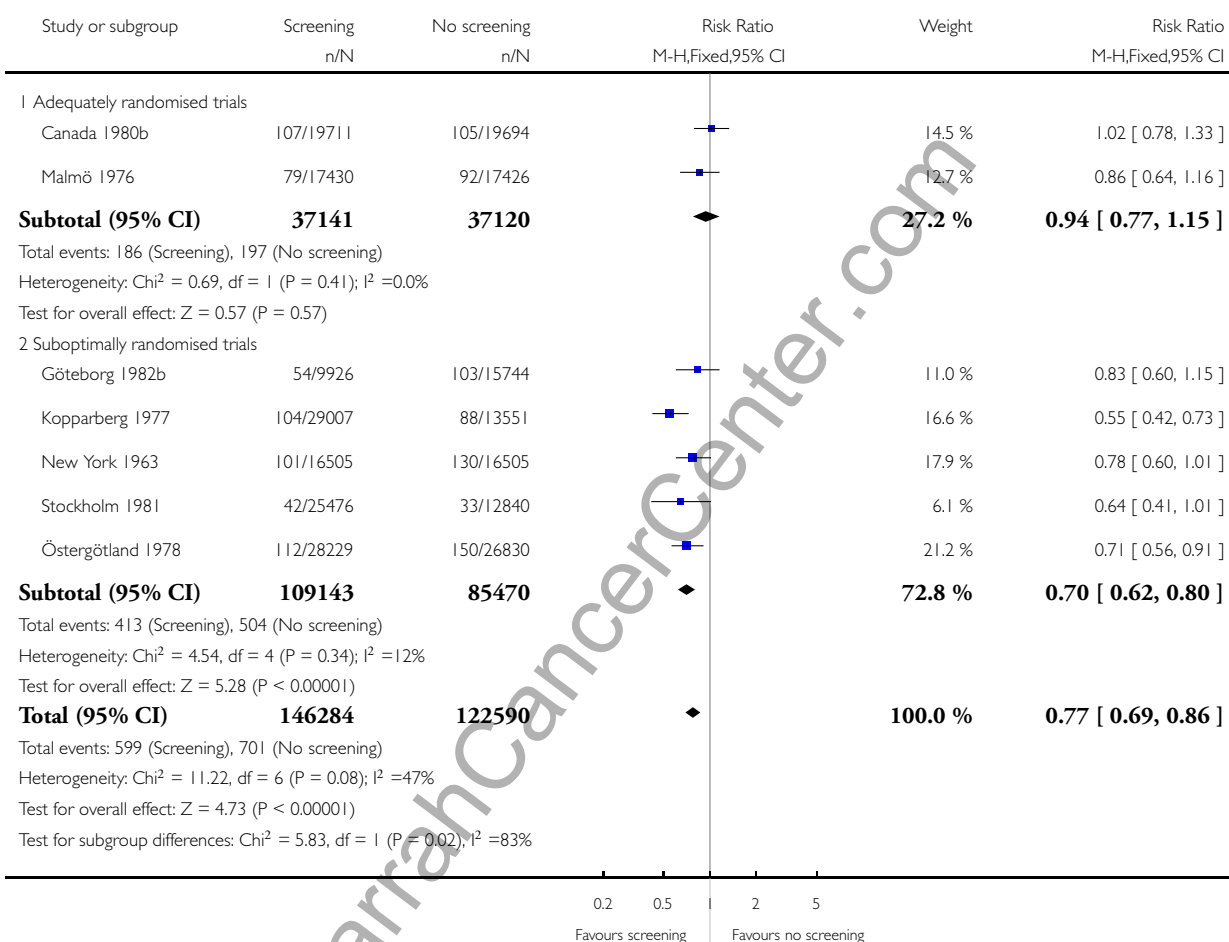 Study or subgroup Screening No screening Risk Ratio Weight Risk Ratio
n/N n/N M-H,Fixed,95% CI M-H,Fixed,95% CI
1 Adequately randomised trials
Canada 1980b 107/19711 105/19694 14.5 % 1.02 [ 0.78, 1.33 ]
Malmö 1976 79/17430 92/17426 12.7 % 0.86 [ 0.64, 1.16 ]
Subtotal (95% CI) 37141 37120 27.2 % 0.94 [ 0.77, 1.15 ]
Total events: 186 (Screening), 197 (No screening)
Heterogeneity: Chi² = 0.69, df = 1 (P = 0.41); I² =0.0%
Test for overall effect: Z = 0.57 (P = 0.57)
2 Suboptimally randomised trials
Göteborg 1982b 54/9926 103/15744 11.0 % 0.83 [ 0.60, 1.15 ]
Kopparberg 1977 104/29007 88/13551 16.6 % 0.55 [ 0.42, 0.73 ]
New York 1963 101/16505 130/16505 17.9 % 0.78 [ 0.60, 1.01 ]
Stockholm 1981 42/25476 33/12840 6.1 % 0.64 [ 0.41, 1.01 ]
Östergötland 1978 112/28229 150/26830 21.2 % 0.71 [ 0.56, 0.91 ]
Subtotal (95% CI) 109143 85470 72.8 % 0.70 [ 0.62, 0.80 ]
Total events: 413 (Screening), 504 (No screening)
Heterogeneity: Chi² = 4.54, df = 4 (P = 0.34); I² =12%
Test for overall effect: Z = 5.28 (P < 0.00001)
Total (95% CI) 146284 122590 100.0 % 0.77 [ 0.69, 0.86 ]
Total events: 599 (Screening), 701 (No screening)
Heterogeneity: Chi² = 11.22, df = 6 (P = 0.08); I² =47%
Test for overall effect: Z = 4.73 (P < 0.00001)
Test for subgroup differences: Chi² = 5.83, df = 1 (P = 0.02), I² =83%
0.2 0.5 1 2 5
Favours screening Favours no screening
arrahCancerCenter.com